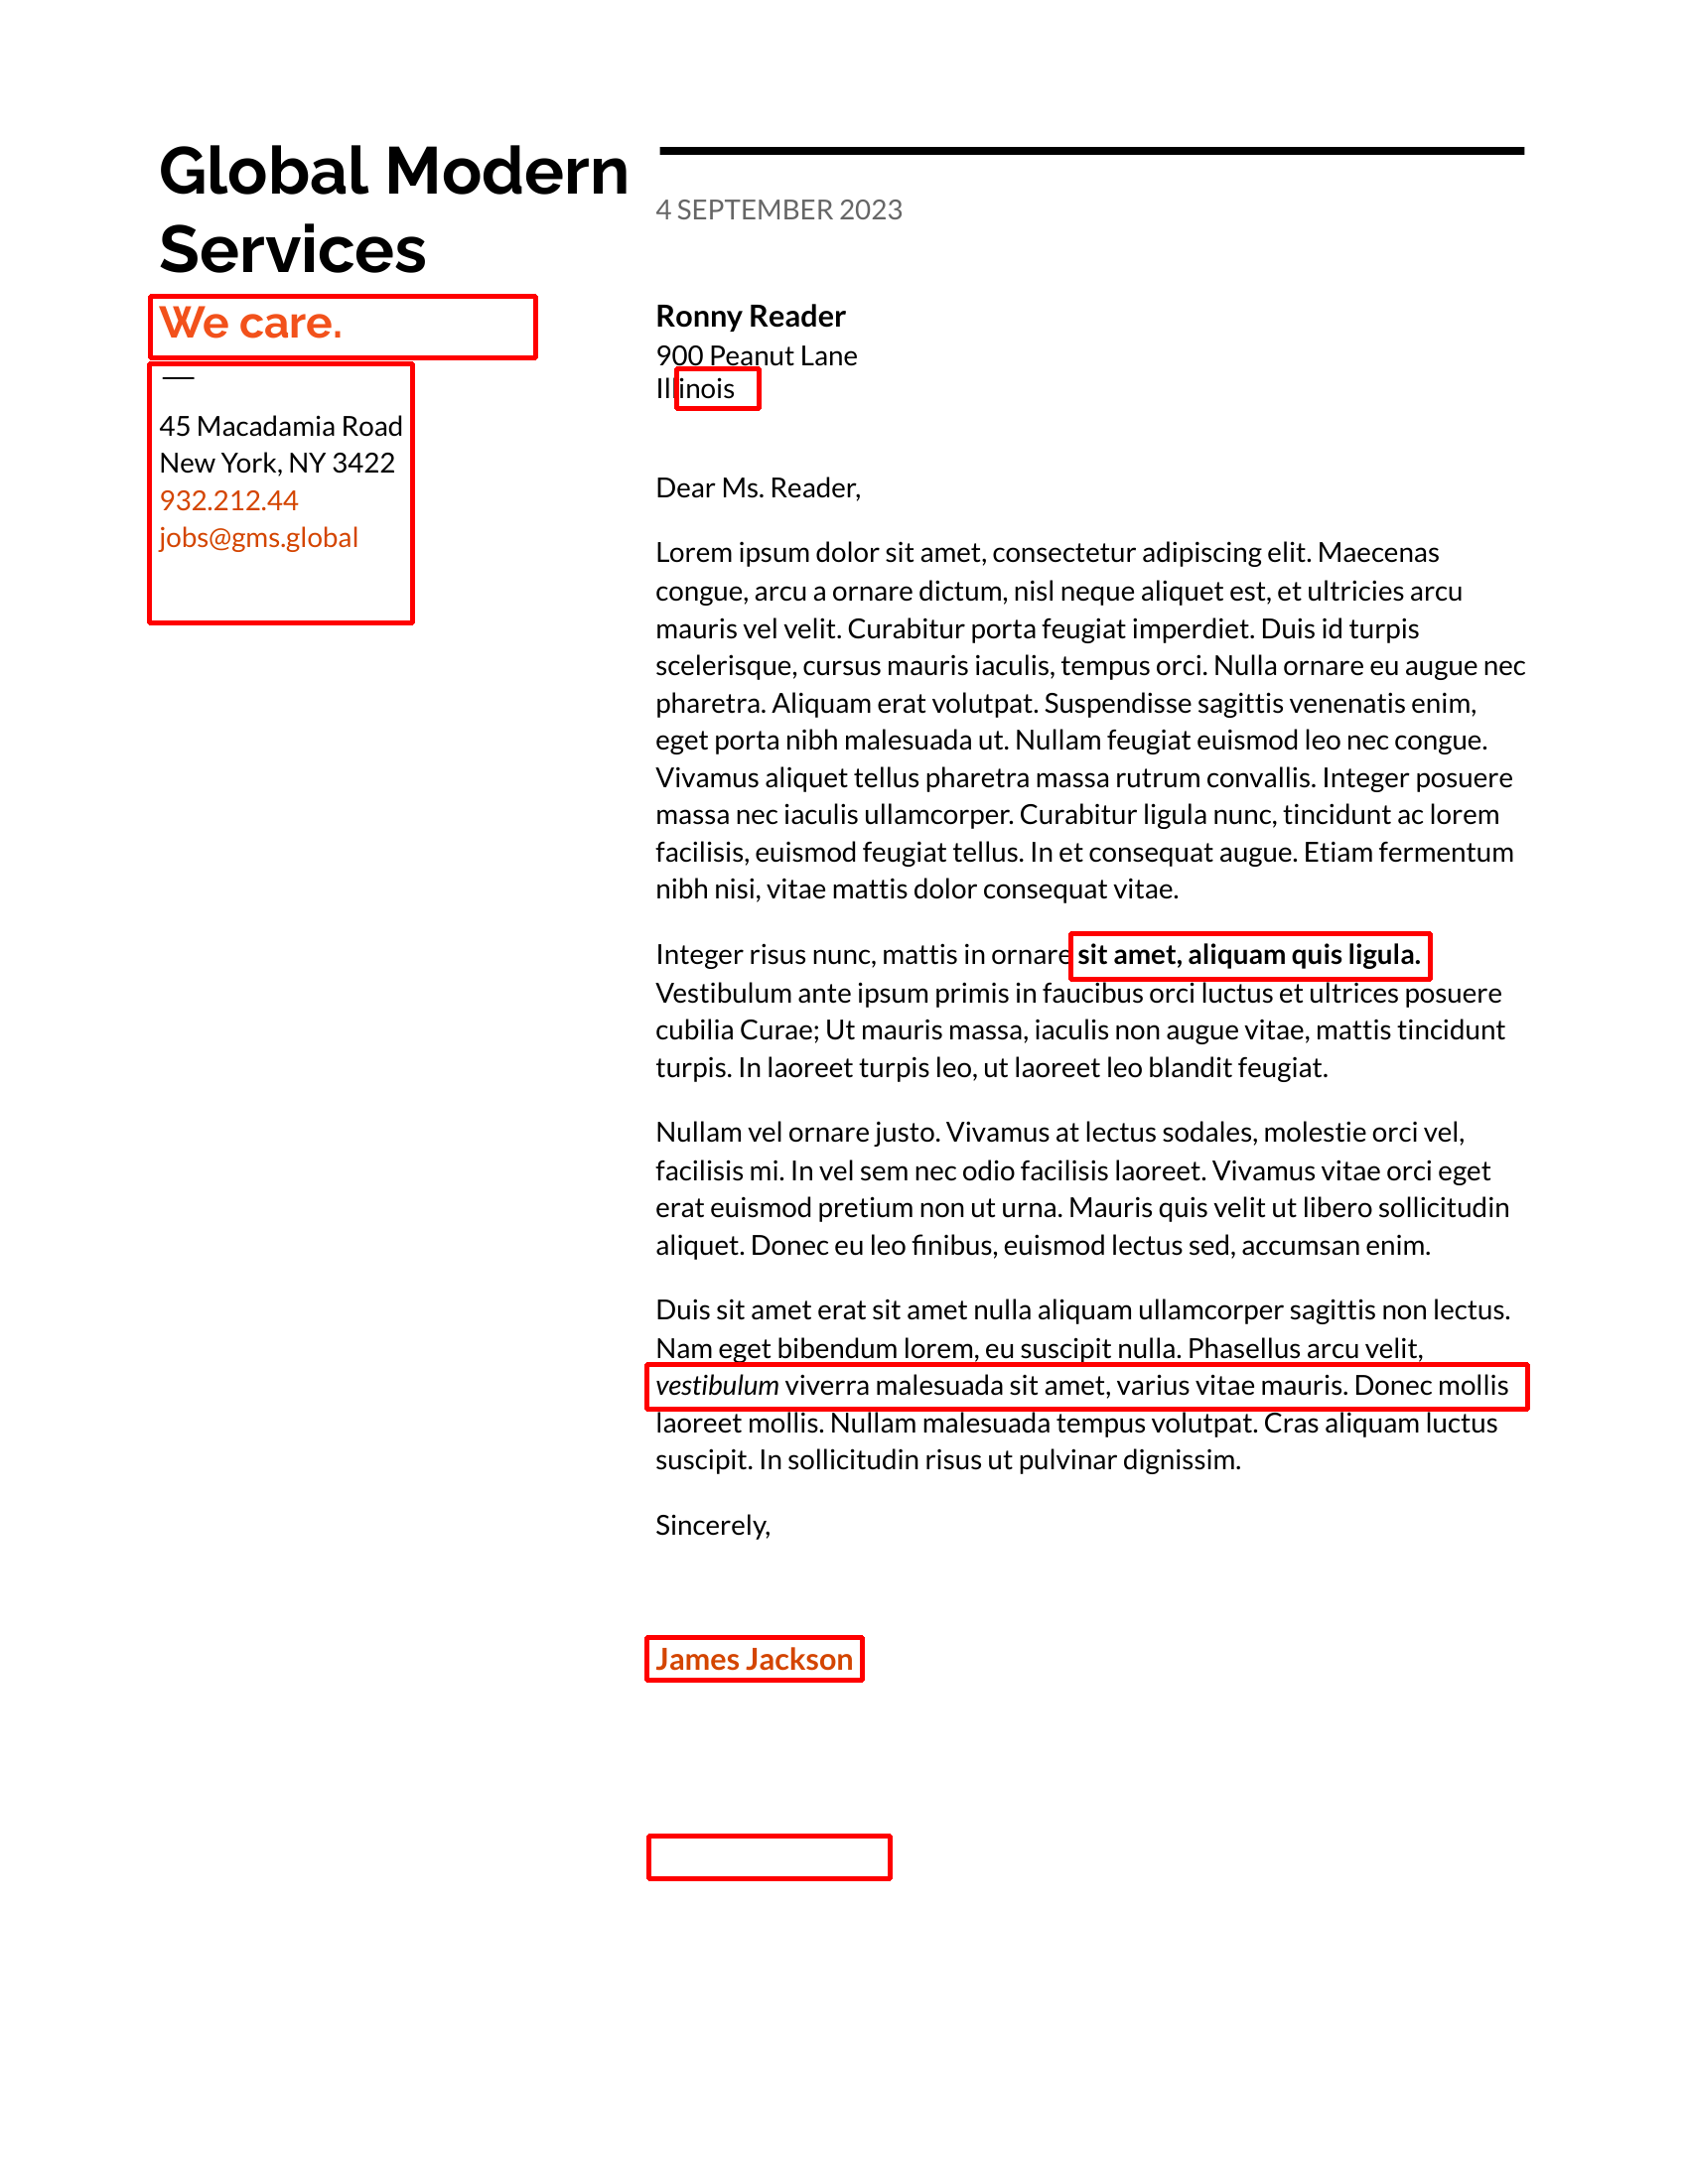 Global Modern
Services
We care.
45 Macadamia Road
New York, NY 3422
932.212.44
jobs@gms.global
4 SEPTEMBER 2023
Ronny Reader
900 Peanut Lane
Illinois
Dear Ms. Reader,
Lorem ipsum dolor sit amet, consectetur adipiscing elit. Maecenas
congue, arcu a ornare dictum, nisl neque aliquet est, et ultricies arcu
mauris vel velit. Curabitur porta feugiat imperdiet. Duis id turpis
scelerisque, cursus mauris iaculis, tempus orci. Nulla ornare eu augue nec
pharetra. Aliquam erat volutpat. Suspendisse sagittis venenatis enim,
eget porta nibh malesuada ut. Nullam feugiat euismod leo nec congue.
Vivamus aliquet tellus pharetra massa rutrum convallis. Integer posuere
massa nec iaculis ullamcorper. Curabitur ligula nunc, tincidunt ac lorem
facilisis, euismod feugiat tellus. In et consequat augue. Etiam fermentum
nibh nisi, vitae mattis dolor consequat vitae.
Integer risus nunc, mattis in ornare sit amet, aliquam quis ligula.
Vestibulum ante ipsum primis in faucibus orci luctus et ultrices posuere
cubilia Curae; Ut mauris massa, iaculis non augue vitae, mattis tincidunt
turpis. In laoreet turpis leo, ut laoreet leo blandit feugiat.
Nullam vel ornare justo. Vivamus at lectus sodales, molestie orci vel,
facilisis mi. In vel sem nec odio facilisis laoreet. Vivamus vitae orci eget
erat euismod pretium non ut urna. Mauris quis velit ut libero sollicitudin
aliquet. Donec eu leo finibus, euismod lectus sed, accumsan enim.
Duis sit amet erat sit amet nulla aliquam ullamcorper sagittis non lectus.
Nam eget bibendum lorem, eu suscipit nulla. Phasellus arcu velit,
vestibulum viverra malesuada sit amet, varius vitae mauris. Donec mollis
laoreet mollis. Nullam malesuada tempus volutpat. Cras aliquam luctus
suscipit. In sollicitudin risus ut pulvinar dignissim.
Sincerely,
James Jackson